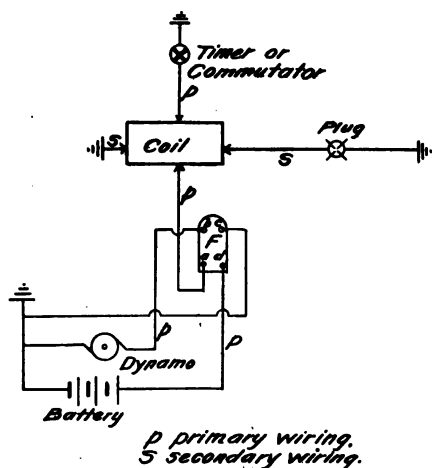 Timer or
Commutator
p
S
Coil
Plug
S
p
b c
F
a d
p
p
Dynamo
Battery
p primary wiring.
S secondary wiring.